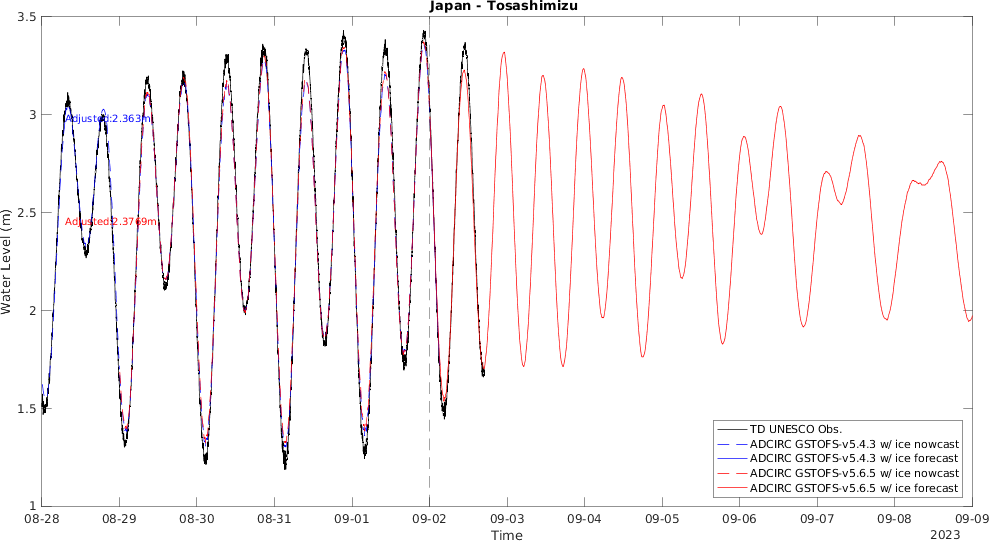 Japan - Tosashimizu
3.5
3
2.5
2
1.5
1
Water Level (m)
Adjusted:2.363m
Adjusted:2.3769m
TD UNESCO Obs.
ADCIRC GSTOFS-v5.4.3 w/ ice nowcast
ADCIRC GSTOFS-v5.4.3 w/ ice forecast
ADCIRC GSTOFS-v5.6.5 w/ ice nowcast
ADCIRC GSTOFS-v5.6.5 w/ ice forecast
08-28 08-29 08-30 08-31 09-01 09-02 09-03 09-04 09-05 09-06 09-07 09-08 09-09
Time
2023